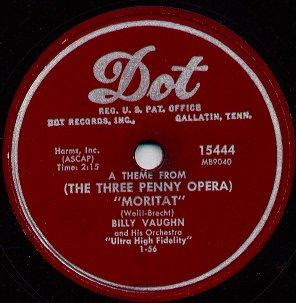 Dot
REG. U. S. PAT. OFFICE
DOT RECORDS, INC., GALLATIN, TENN.
Harms, Inc.
(ASCAP)
Time: 2:15
15444
MB9040
A THEME FROM
(THE THREE PENNY OPERA)
"MORITAT"
(Weill-Brecht)
BILLY VAUGHN
and His Orchestra
"Ultra High Fidelity"
1-56